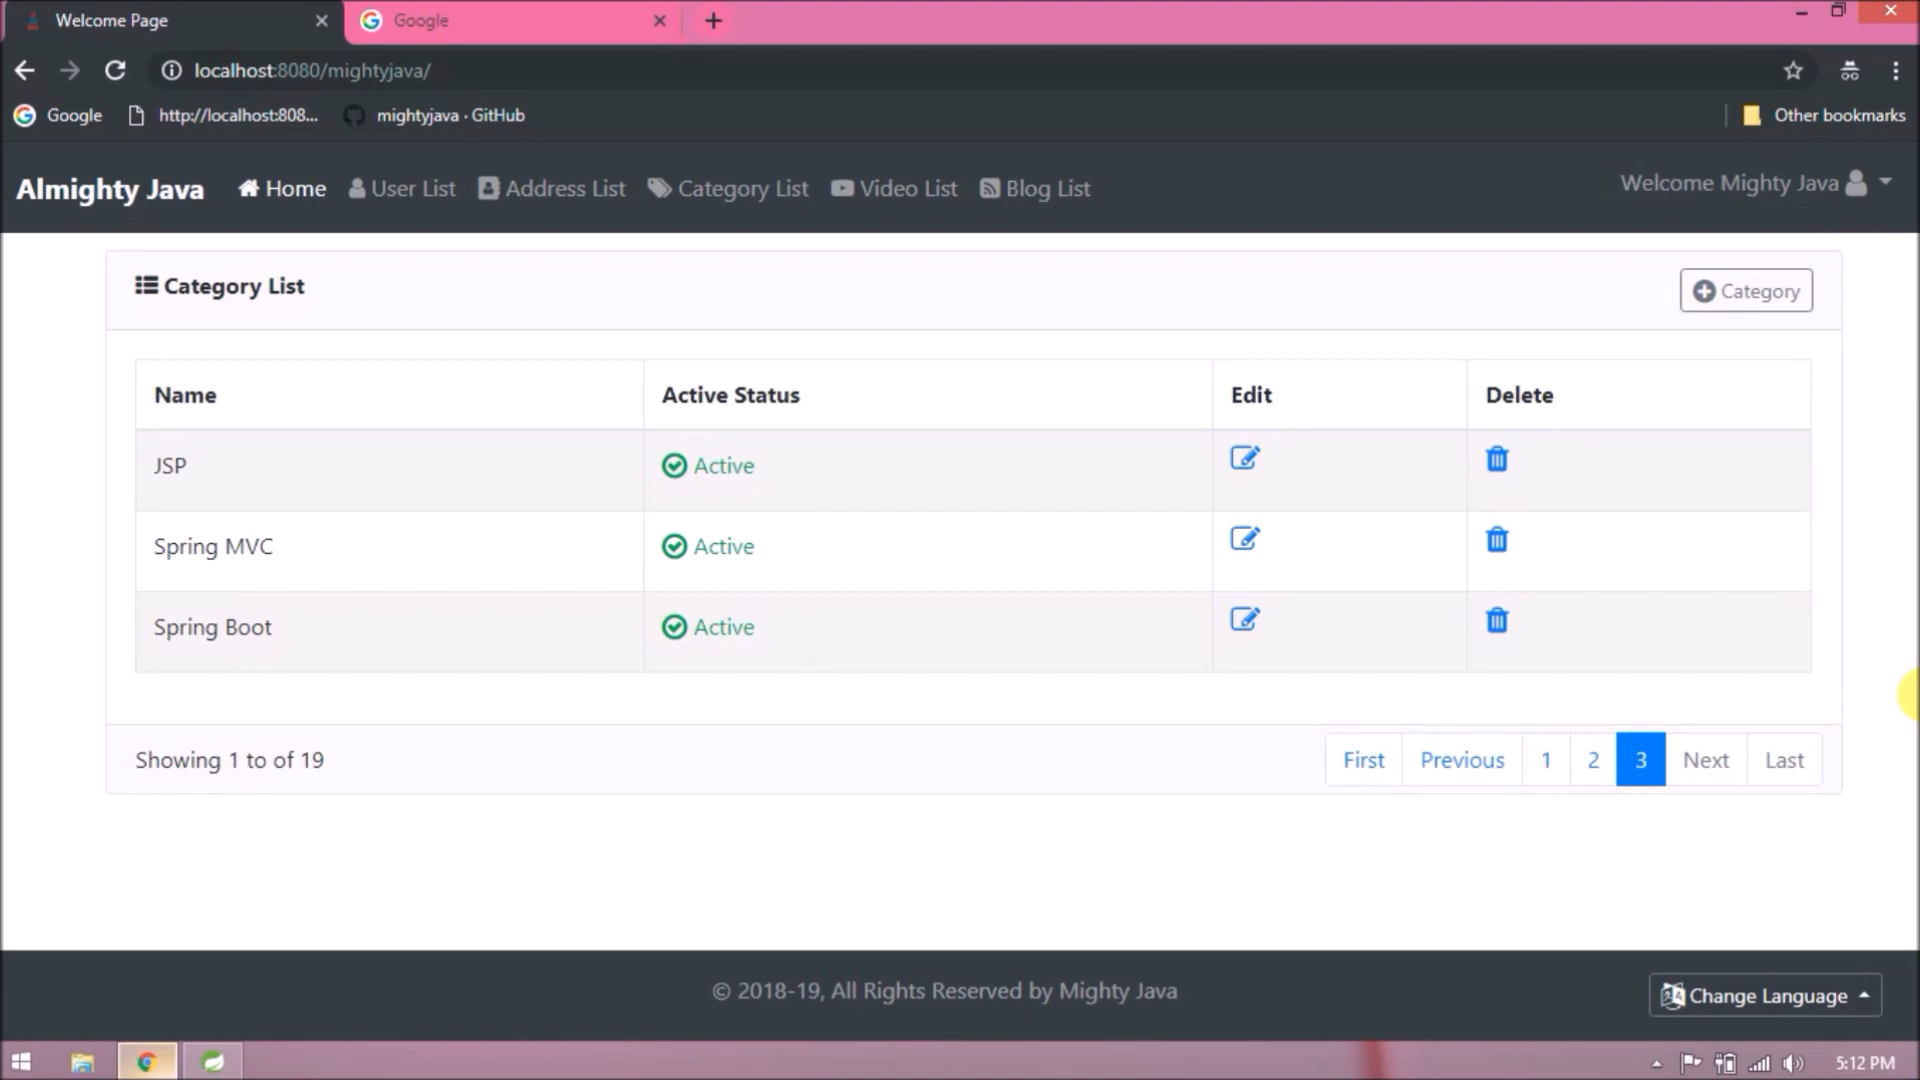 Welcome Page
Google
localhost:8080/mightyjava/
Google
http://localhost:808...
mightyjava · GitHub
Other bookmarks
Almighty Java
Home
User List
Address List
Category List
Video List
Blog List
Welcome Mighty Java
Category List
Category
Name Active Status Edit Delete
JSP Active
Spring MVC Active
Spring Boot Active
Showing 1 to of 19
First Previous 1 2 3 Next Last
© 2018-19, All Rights Reserved by Mighty Java
Change Language
5:12 PM